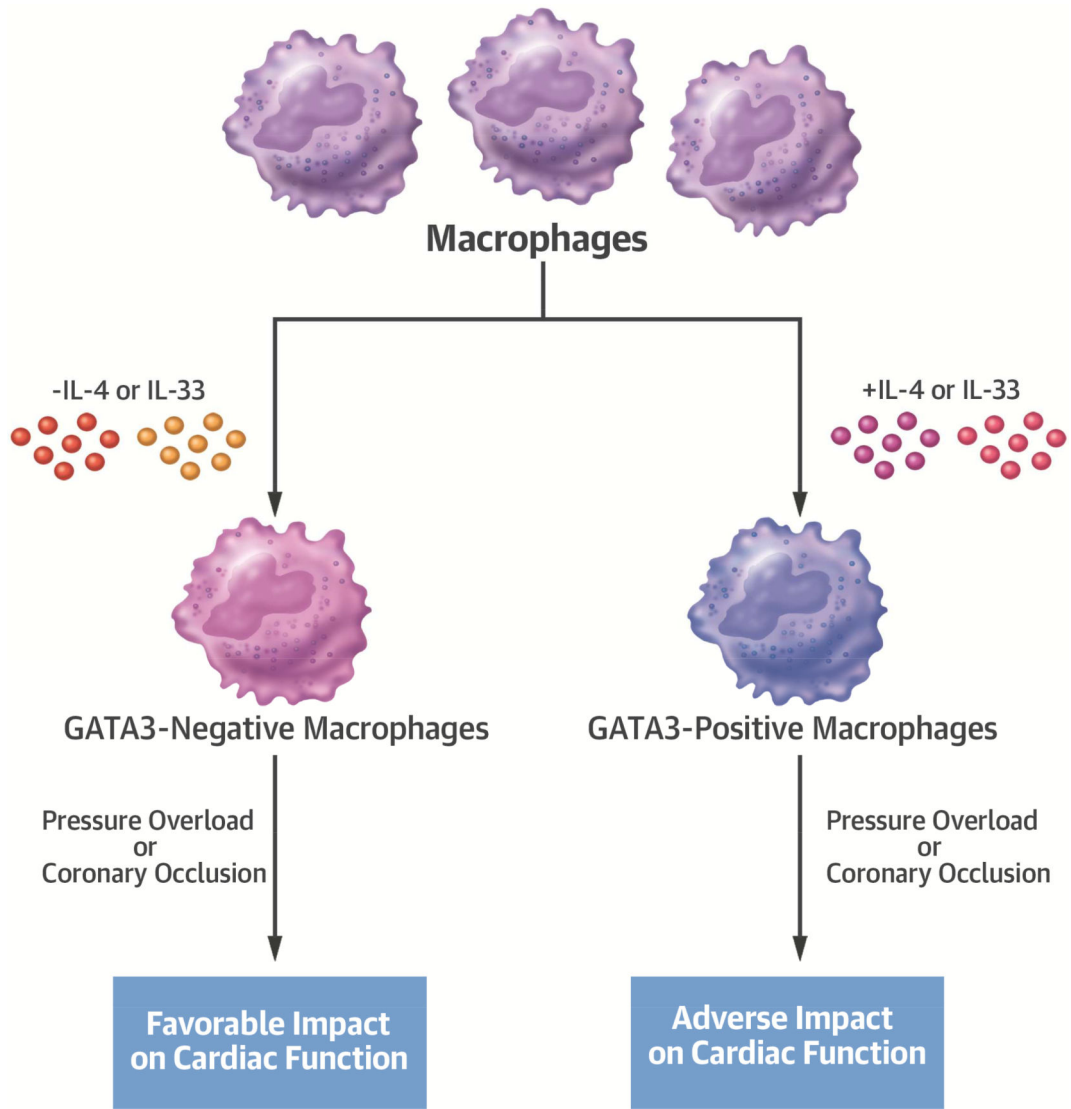 Macrophages
-IL-4 or IL-33
+IL-4 or IL-33
GATA3-Negative Macrophages
GATA3-Positive Macrophages
Pressure Overload
or
Coronary Occlusion
Pressure Overload
or
Coronary Occlusion
Favorable Impact
on Cardiac Function
Adverse Impact
on Cardiac Function